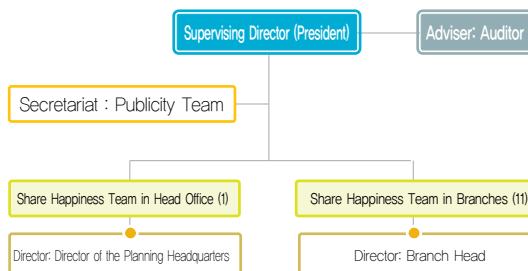 Supervising Director (President)
Adviser: Auditor
Secretariat : Publicity Team
Share Happiness Team in Head Office (1)
Share Happiness Team in Branches (11)
Director: Director of the Planning Headquarters
Director: Branch Head